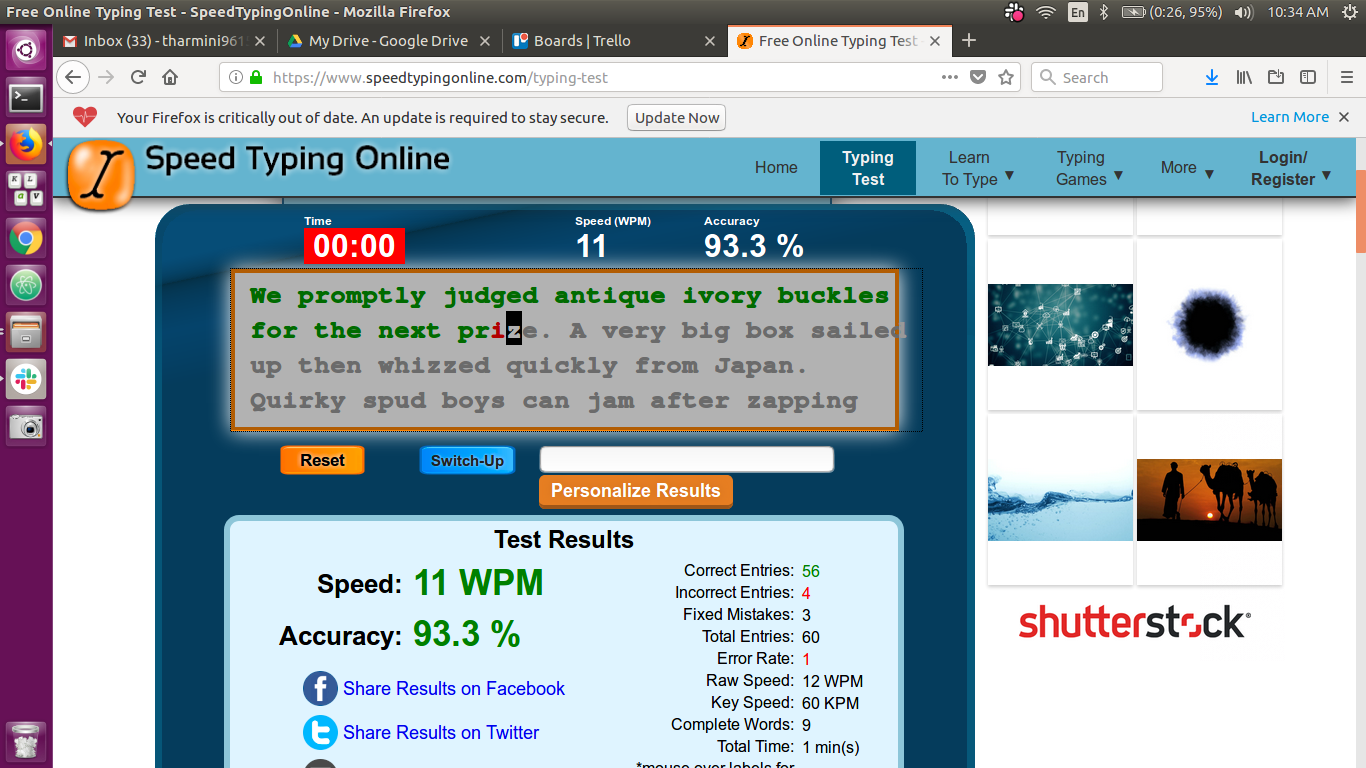 Free Online Typing Test - SpeedTypingOnline - Mozilla Firefox
En
(0:26, 95%)
10:34 AM
Inbox (33) - tharmini961
My Drive - Google Drive
Boards | Trello
Free Online Typing Test
https://www.speedtypingonline.com/typing-test
Search
Your Firefox is critically out of date. An update is required to stay secure.
Update Now
Learn More
Speed Typing Online
Home
Typing
Test
Learn
To Type ▼
Typing
Games ▼
More ▼
Login/
Register ▼
Time
00:00
Speed (WPM)
11
Accuracy
93.3 %
We promptly judged antique ivory buckles
for the next prize. A very big box sailed
up then whizzed quickly from Japan.
Quirky spud boys can jam after zapping
Reset
Switch-Up
Personalize Results
Test Results
Speed: 11 WPM
Accuracy: 93.3 %
Share Results on Facebook
Share Results on Twitter
Correct Entries: 56
Incorrect Entries: 4
Fixed Mistakes: 3
Total Entries: 60
Error Rate: 1
Raw Speed: 12 WPM
Key Speed: 60 KPM
Complete Words: 9
Total Time: 1 min(s)
*mouse over labels for
shutterstock